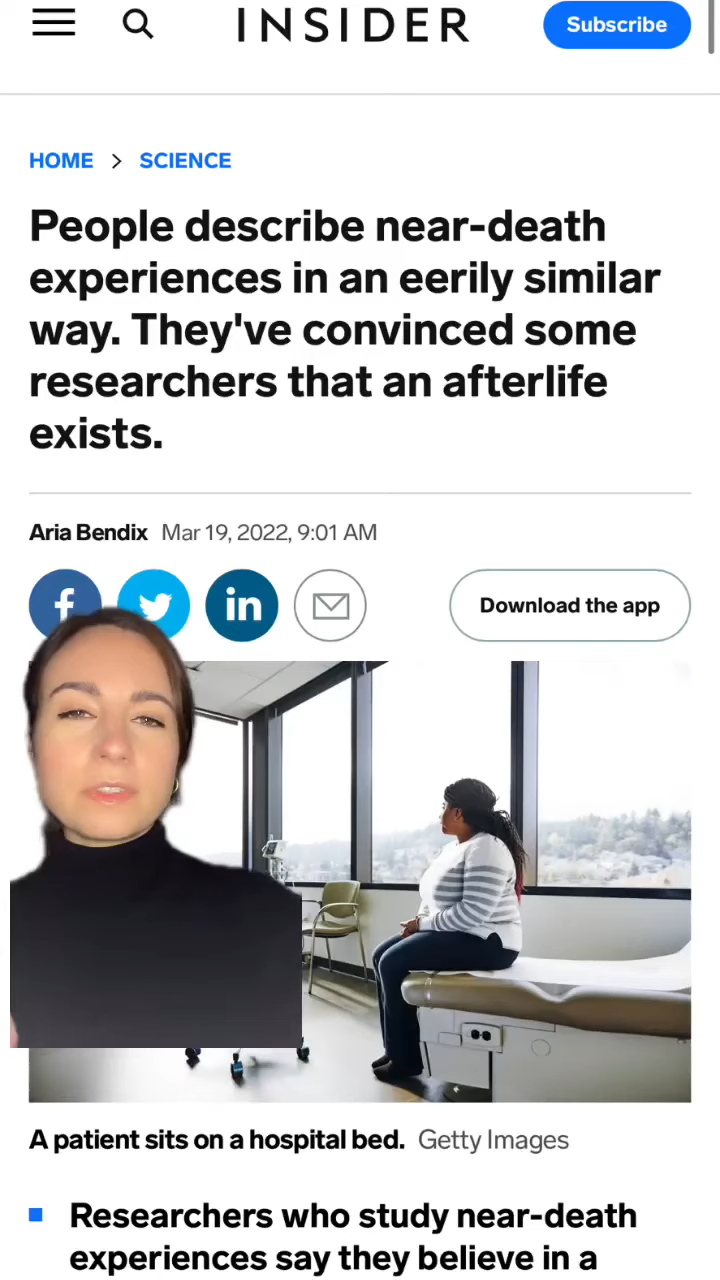 INSIDER
Subscribe
HOME > SCIENCE
People describe near-death
experiences in an eerily similar
way. They've convinced some
researchers that an afterlife
exists.
Aria Bendix Mar 19, 2022, 9:01 AM
Download the app
A patient sits on a hospital bed. Getty Images
Researchers who study near-death
experiences say they believe in a